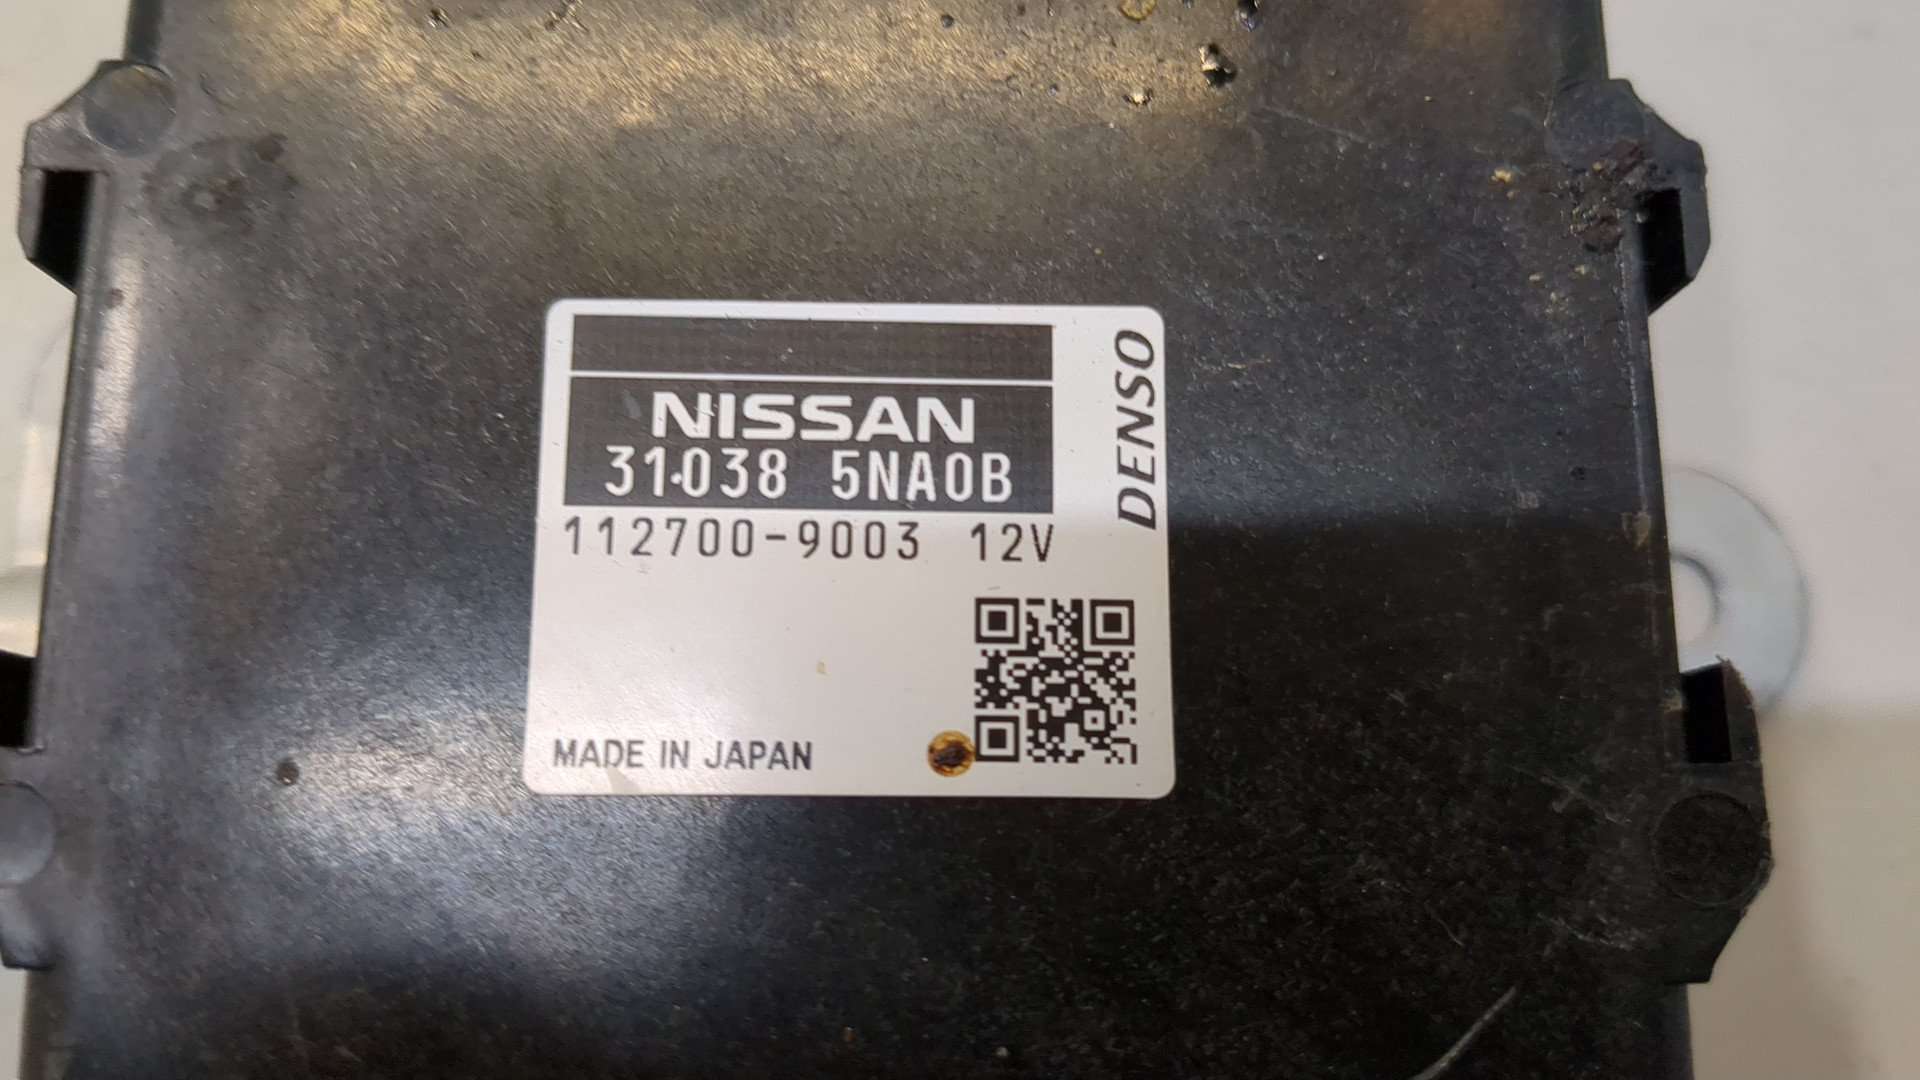 NISSAN
31038 5NA0B
112700-9003 12V
MADE IN JAPAN
DENSO